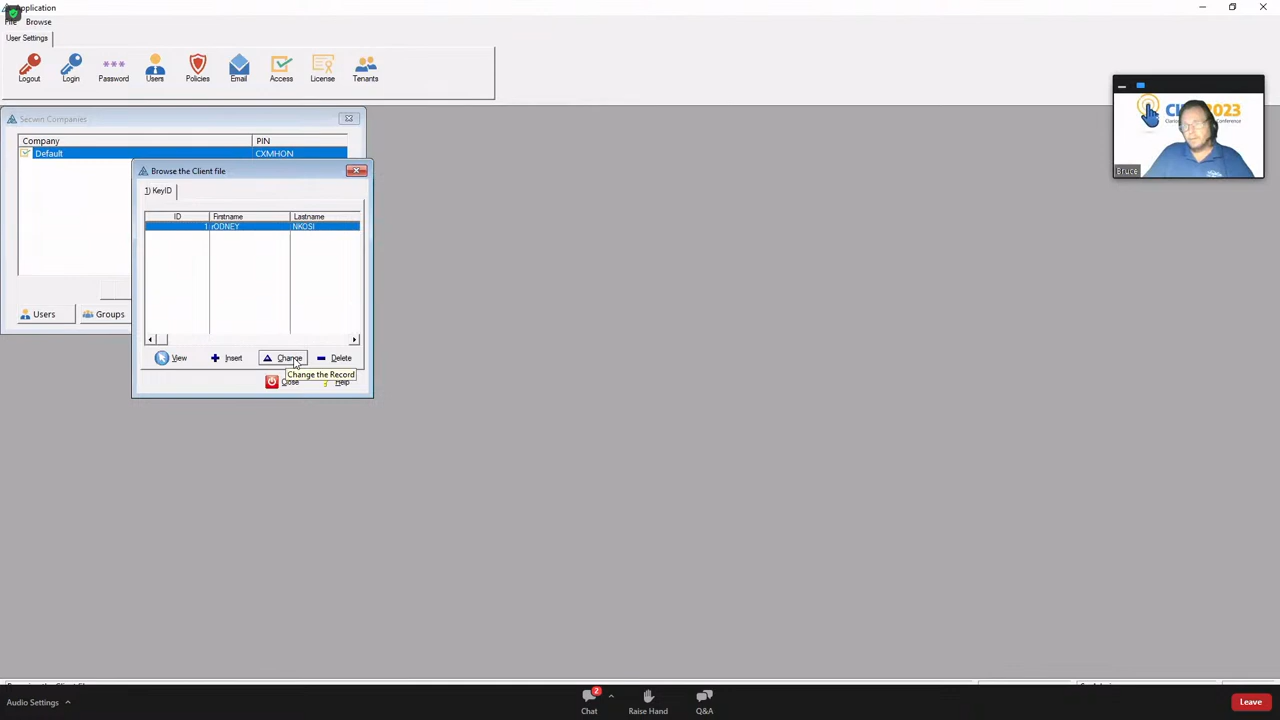 Application
File Browse
User Settings
Logout Login Password Users Policies Email Access License Tenants
Secwin Companies
Company PIN
Default CXMHON
Browse the Client file
1) KeyID
ID Firstname Lastname
1 rODNEY NKOSI
View Insert Change Delete
Change the Record
Close Help
Users Groups
2023
Bruce
Audio Settings
2
Chat Raise Hand Q&A
Leave